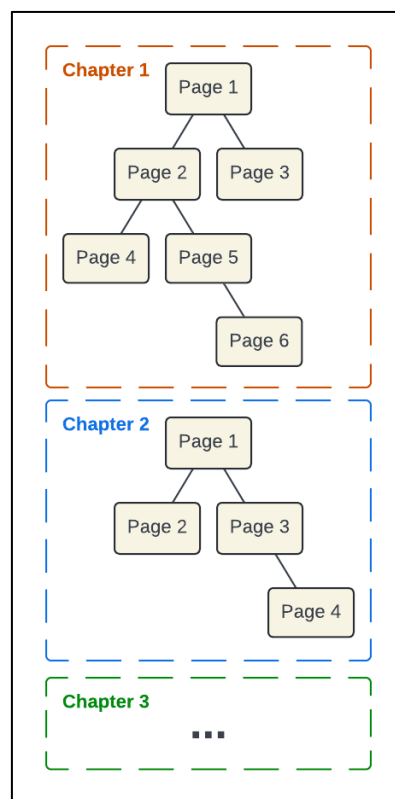 Chapter 1
Page 1
Page 2
Page 3
Page 4
Page 5
Page 6
Chapter 2
Page 1
Page 2
Page 3
Page 4
Chapter 3
...